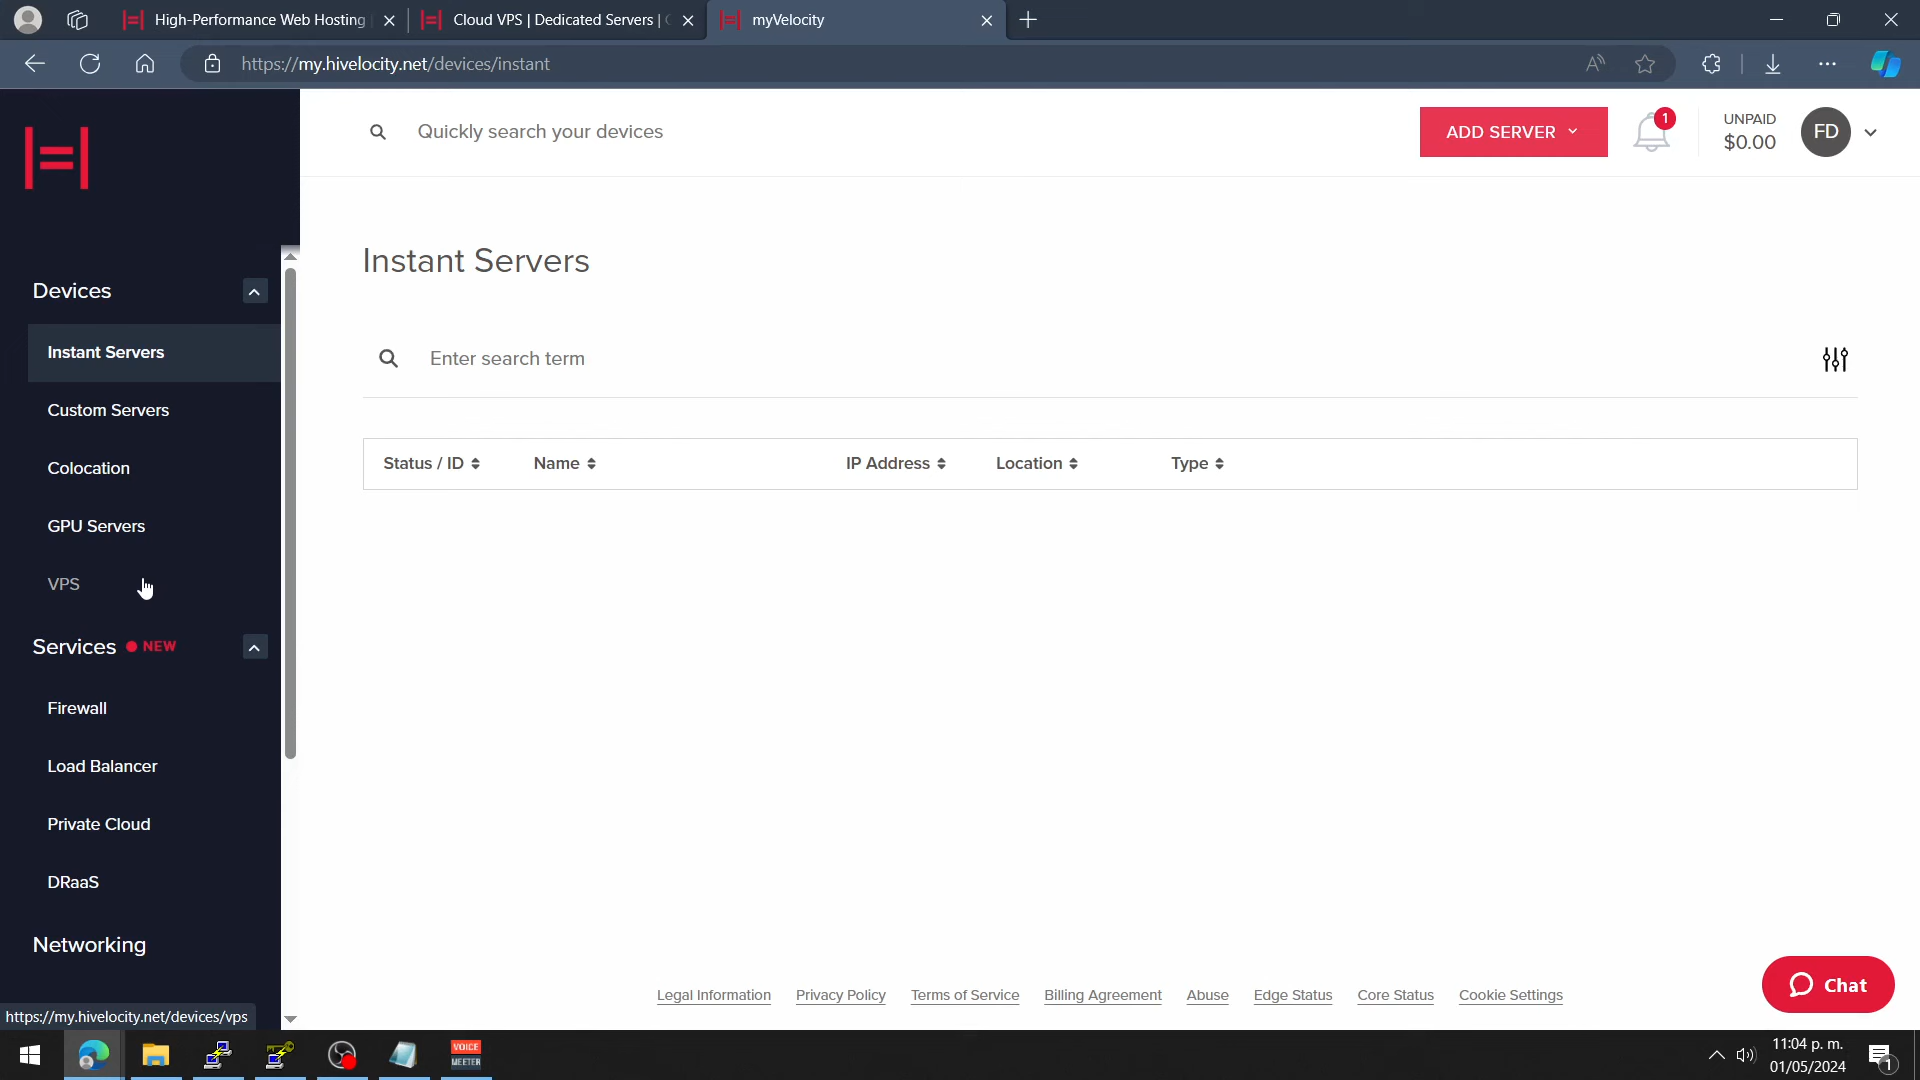 High-Performance Web Hosting
Cloud VPS | Dedicated Servers |
myVelocity
https://my.hivelocity.net/devices/instant
Quickly search your devices
ADD SERVER
1
UNPAID
$0.00
FD
Devices
Instant Servers
Custom Servers
Colocation
GPU Servers
VPS
Services NEW
Firewall
Load Balancer
Private Cloud
DRaaS
Networking
Instant Servers
Enter search term
Status / ID Name IP Address Location Type
Legal Information Privacy Policy Terms of Service Billing Agreement Abuse Edge Status Core Status Cookie Settings
Chat
https://my.hivelocity.net/devices/vps
VOICE
MEETER
11:04 p. m.
01/05/2024
1